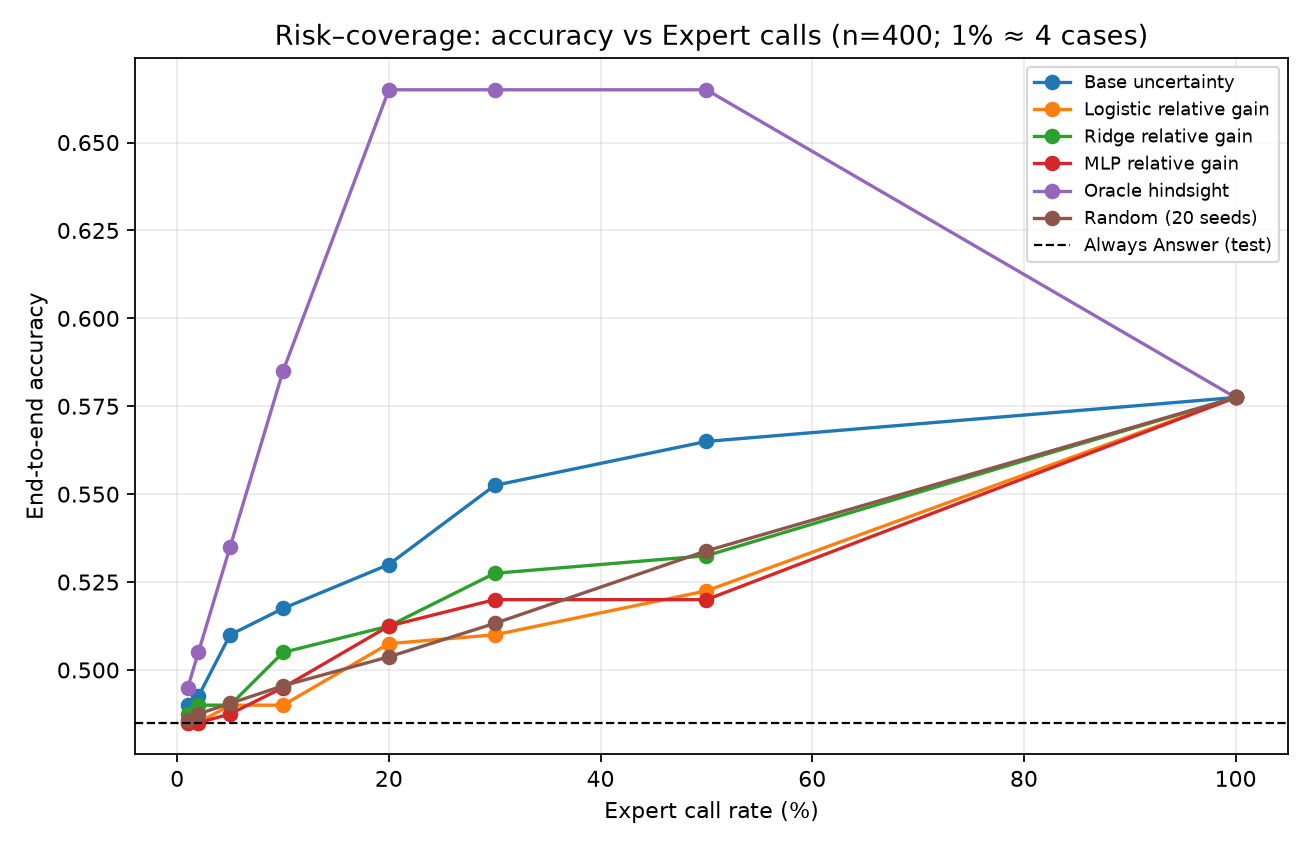 Risk–coverage: accuracy vs Expert calls (n=400; 1% ≈ 4 cases)
Base uncertainty
Logistic relative gain
Ridge relative gain
MLP relative gain
Oracle hindsight
Random (20 seeds)
Always Answer (test)
End-to-end accuracy
0.650
0.625
0.600
0.575
0.550
0.525
0.500
0 20 40 60 80 100
Expert call rate (%)